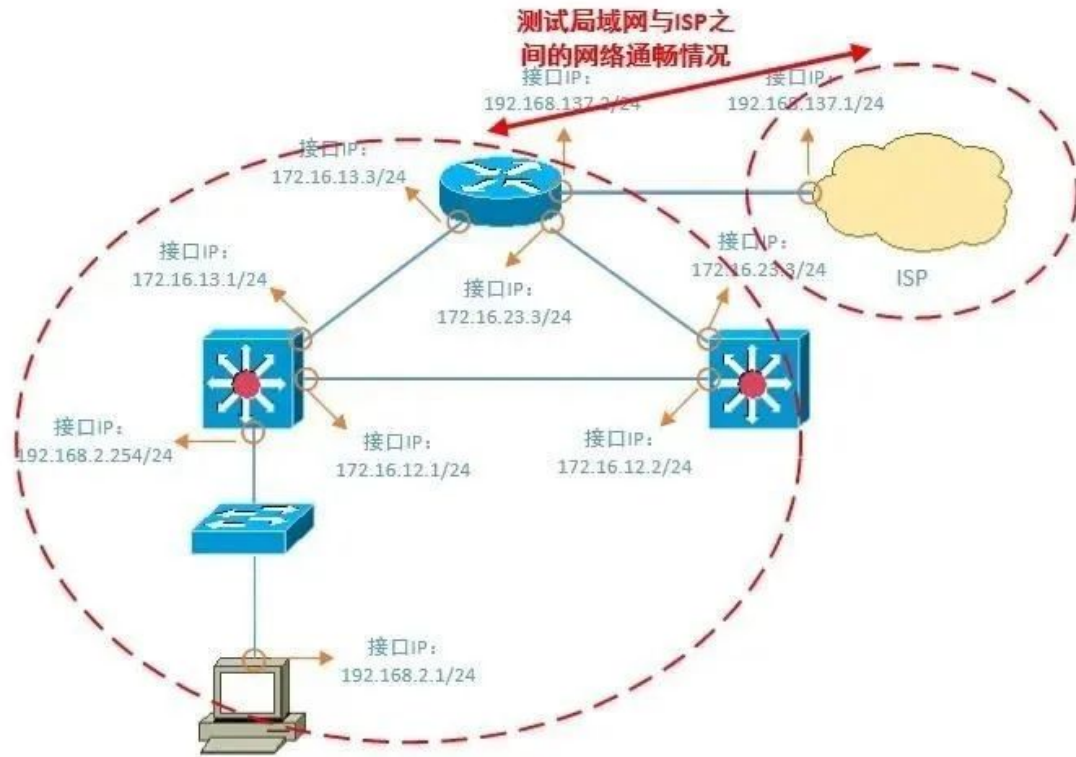 测试局域网与ISP之
间的网络通畅情况
接口IP：
192.168.137.2/24
接口IP：
192.168.137.1/24
接口IP：
172.16.13.3/24
接口IP：
172.16.13.1/24
接口IP：
172.16.23.3/24
接口IP：
172.16.23.3/24
ISP
接口IP：
192.168.2.254/24
接口IP：
172.16.12.1/24
接口IP：
172.16.12.2/24
接口IP：
192.168.2.1/24